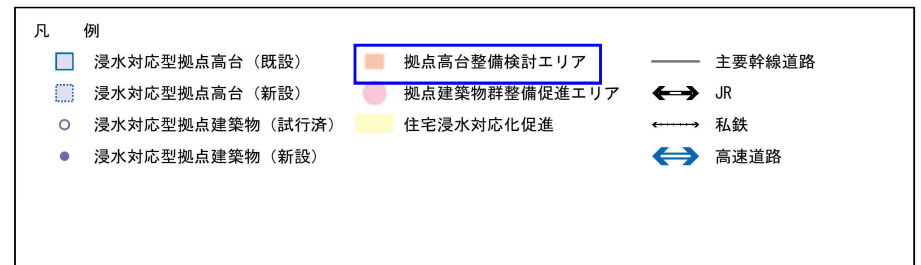 凡 例
浸水対応型拠点高台（既設）
浸水対応型拠点高台（新設）
浸水対応型拠点建築物（試行済）
浸水対応型拠点建築物（新設）
拠点高台整備検討エリア
拠点建築物群整備促進エリア
住宅浸水対応化促進
主要幹線道路
JR
私鉄
高速道路